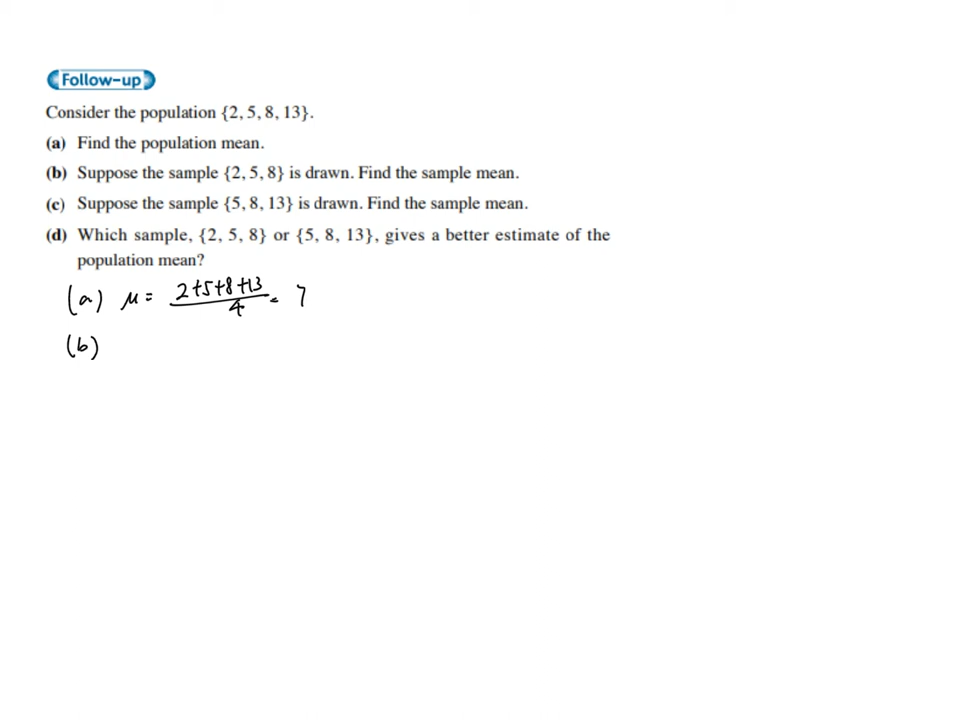 Follow-up
Consider the population {2, 5, 8, 13}.
(a) Find the population mean.
(b) Suppose the sample {2, 5, 8} is drawn. Find the sample mean.
(c) Suppose the sample {5, 8, 13} is drawn. Find the sample mean.
(d) Which sample, {2, 5, 8} or {5, 8, 13}, gives a better estimate of the
population mean?
(a) μ = (2+5+8+13)/4 = 7
(b)